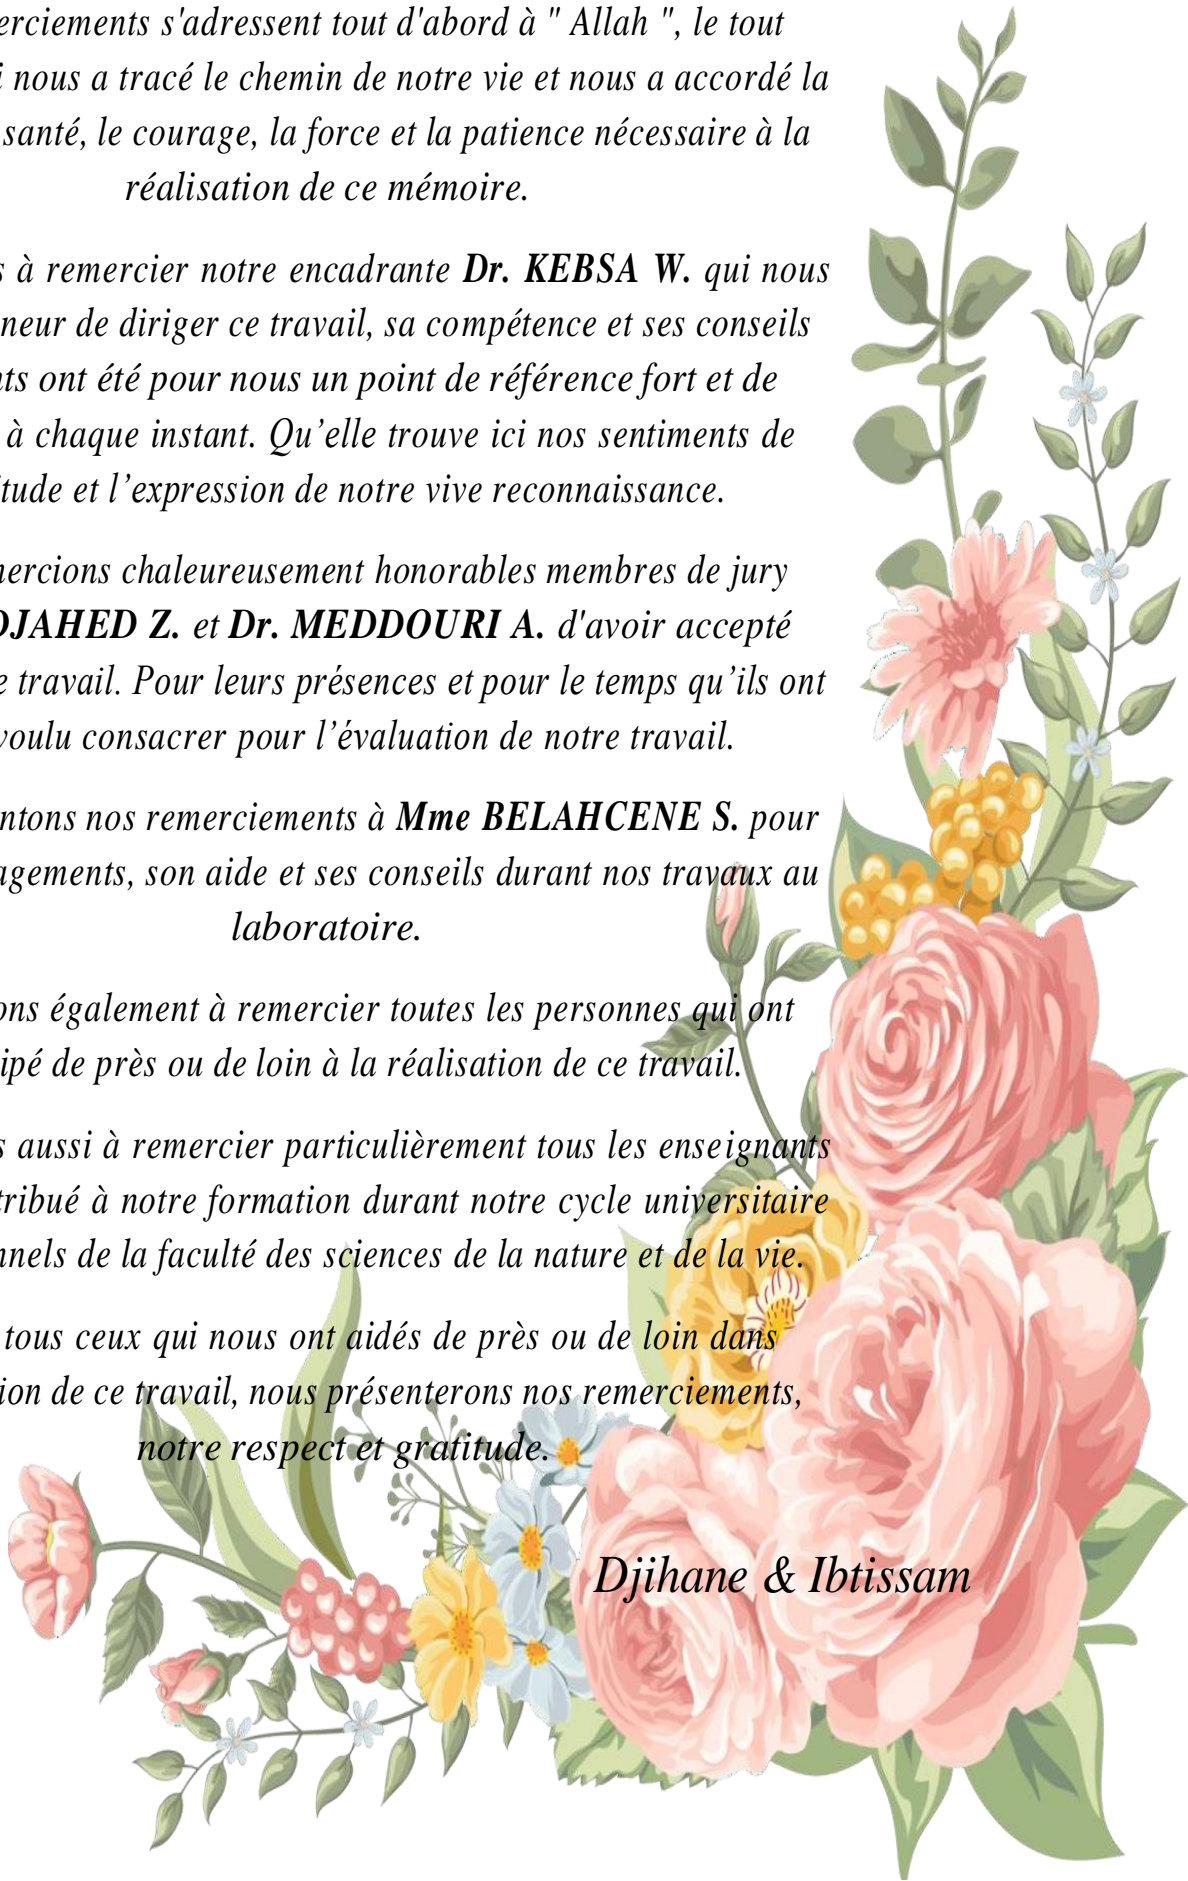 erciements s'adressent tout d'abord à " Allah ", le tout
i nous a tracé le chemin de notre vie et nous a accordé la
santé, le courage, la force et la patience nécessaire à la
réalisation de ce mémoire.
s à remercier notre encadrante Dr. KEBSA W. qui nous
neur de diriger ce travail, sa compétence et ses conseils
nts ont été pour nous un point de référence fort et de
à chaque instant. Qu’elle trouve ici nos sentiments de
itude et l’expression de notre vive reconnaissance.
mercions chaleureusement honorables membres de jury
DJAHED Z. et Dr. MEDDOURI A. d'avoir accepté
e travail. Pour leurs présences et pour le temps qu’ils ont
voulu consacrer pour l’évaluation de notre travail.
ntons nos remerciements à Mme BELAHCENE S. pour
agements, son aide et ses conseils durant nos travaux au
laboratoire.
ons également à remercier toutes les personnes qui ont
ipé de près ou de loin à la réalisation de ce travail.
s aussi à remercier particulièrement tous les enseignants
tribué à notre formation durant notre cycle universitaire
nnels de la faculté des sciences de la nature et de la vie.
tous ceux qui nous ont aidés de près ou de loin dans
ion de ce travail, nous présenterons nos remerciements,
notre respect et gratitude.
Djihane & Ibtissam